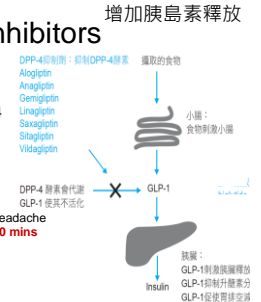 增加胰島素釋放
nhibitors
DPP-4抑制劑：抑制DPP-4酵素
Alogliptin
Anagliptin
Gemigliptin
Linagliptin
Saxagliptin
Sitagliptin
Vildagliptin
攝取的食物
小腸：
食物刺激小腸
DPP-4 酵素會代謝
GLP-1 使其不活化
GLP-1
eadache
0 mins
Insulin
胰臟：
GLP-1刺激胰臟釋放
GLP-1抑制升醣素分
GLP-1促使胃排空減